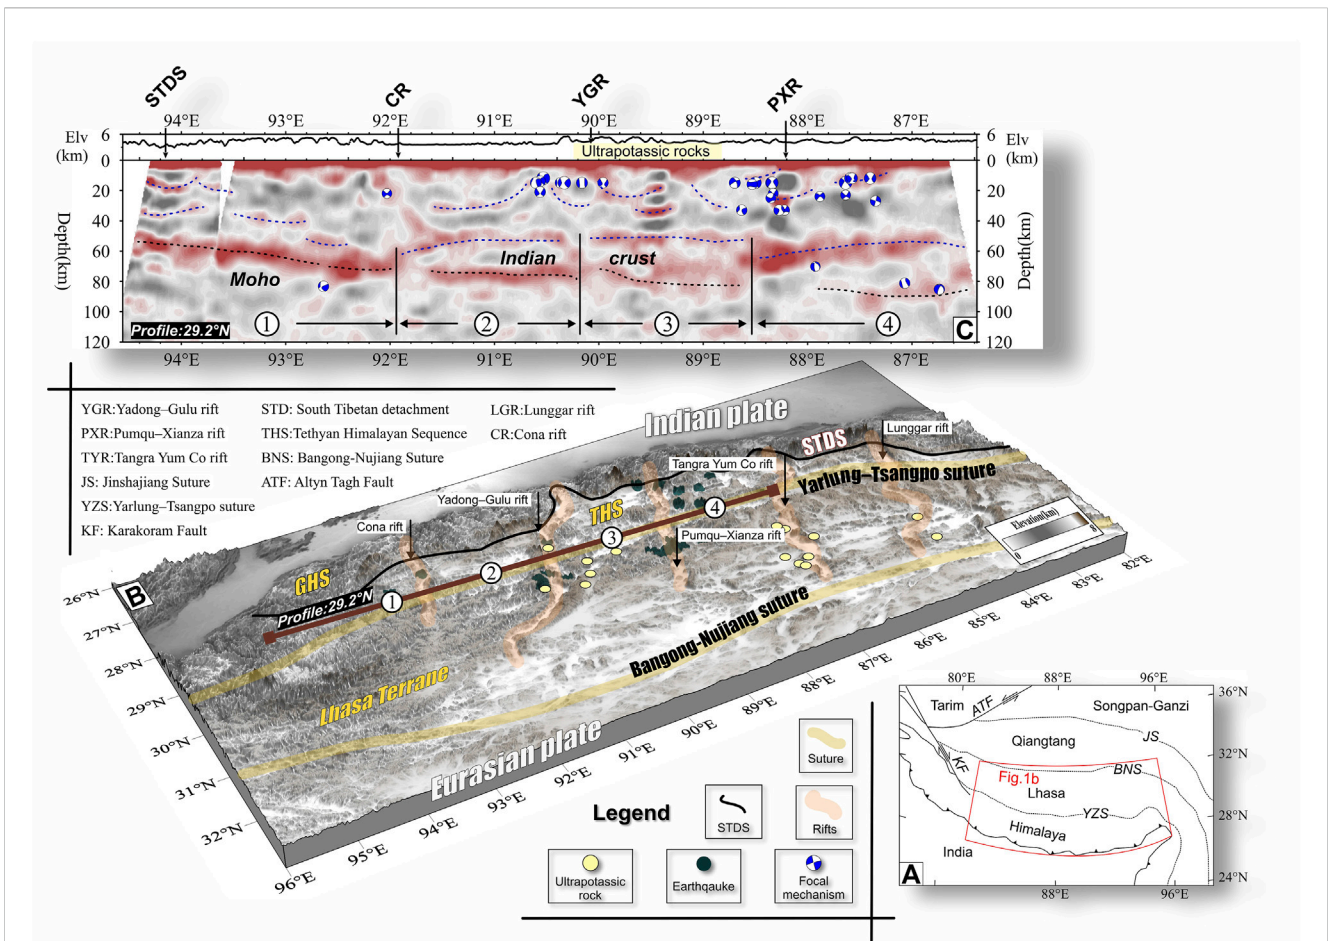 STDS CR YGR PXR
94°E 93°E 92°E 91°E 90°E 89°E 88°E 87°E
Elv (km) 6 0
6 0 Elv (km)
Ultrapotassic rocks
Depth(km) 20 40 60 80 100 120
20 40 60 80 100 120 Depth(km)
Indian crust
Moho
1 2 3 4
Profile:29.2°N
C
94°E 93°E 92°E 91°E 90°E 89°E 88°E 87°E
YGR:Yadong–Gulu rift
PXR:Pumqu–Xianza rift
TYR:Tangra Yum Co rift
JS: Jinshajiang Suture
YZS:Yarlung–Tsangpo suture
KF: Karakoram Fault
STD: South Tibetan detachment
THS:Tethyan Himalayan Sequence
BNS: Bangong-Nujiang Suture
ATF: Altyn Tagh Fault
LGR:Lunggar rift
CR:Cona rift
Indian plate
STDS
Lunggar rift
Tangra Yum Co rift
Yarlung–Tsangpo suture
Yadong–Gulu rift
Cona rift
THS
Pumqu–Xianza rift
Elevation(km)
0 8
GHS
B
Profile:29.2°N
1 2 3 4
Lhasa Terrane
Bangong-Nujiang suture
Eurasian plate
26°N
27°N
28°N
29°N
30°N
31°N
32°N
96°E 95°E 94°E 93°E 92°E 91°E 90°E 89°E 88°E 87°E 86°E 85°E 84°E 83°E 82°E
Legend
Suture
STDS
Rifts
Ultrapotassic
rock
Earthqauke
Focal
mechanism
80°E 88°E 96°E
36°N
32°N
28°N
24°N
Tarim
ATF
Songpan-Ganzi
Qiangtang
JS
KF
BNS
Fig.1b
Lhasa
YZS
Himalaya
India
A
88°E 96°E